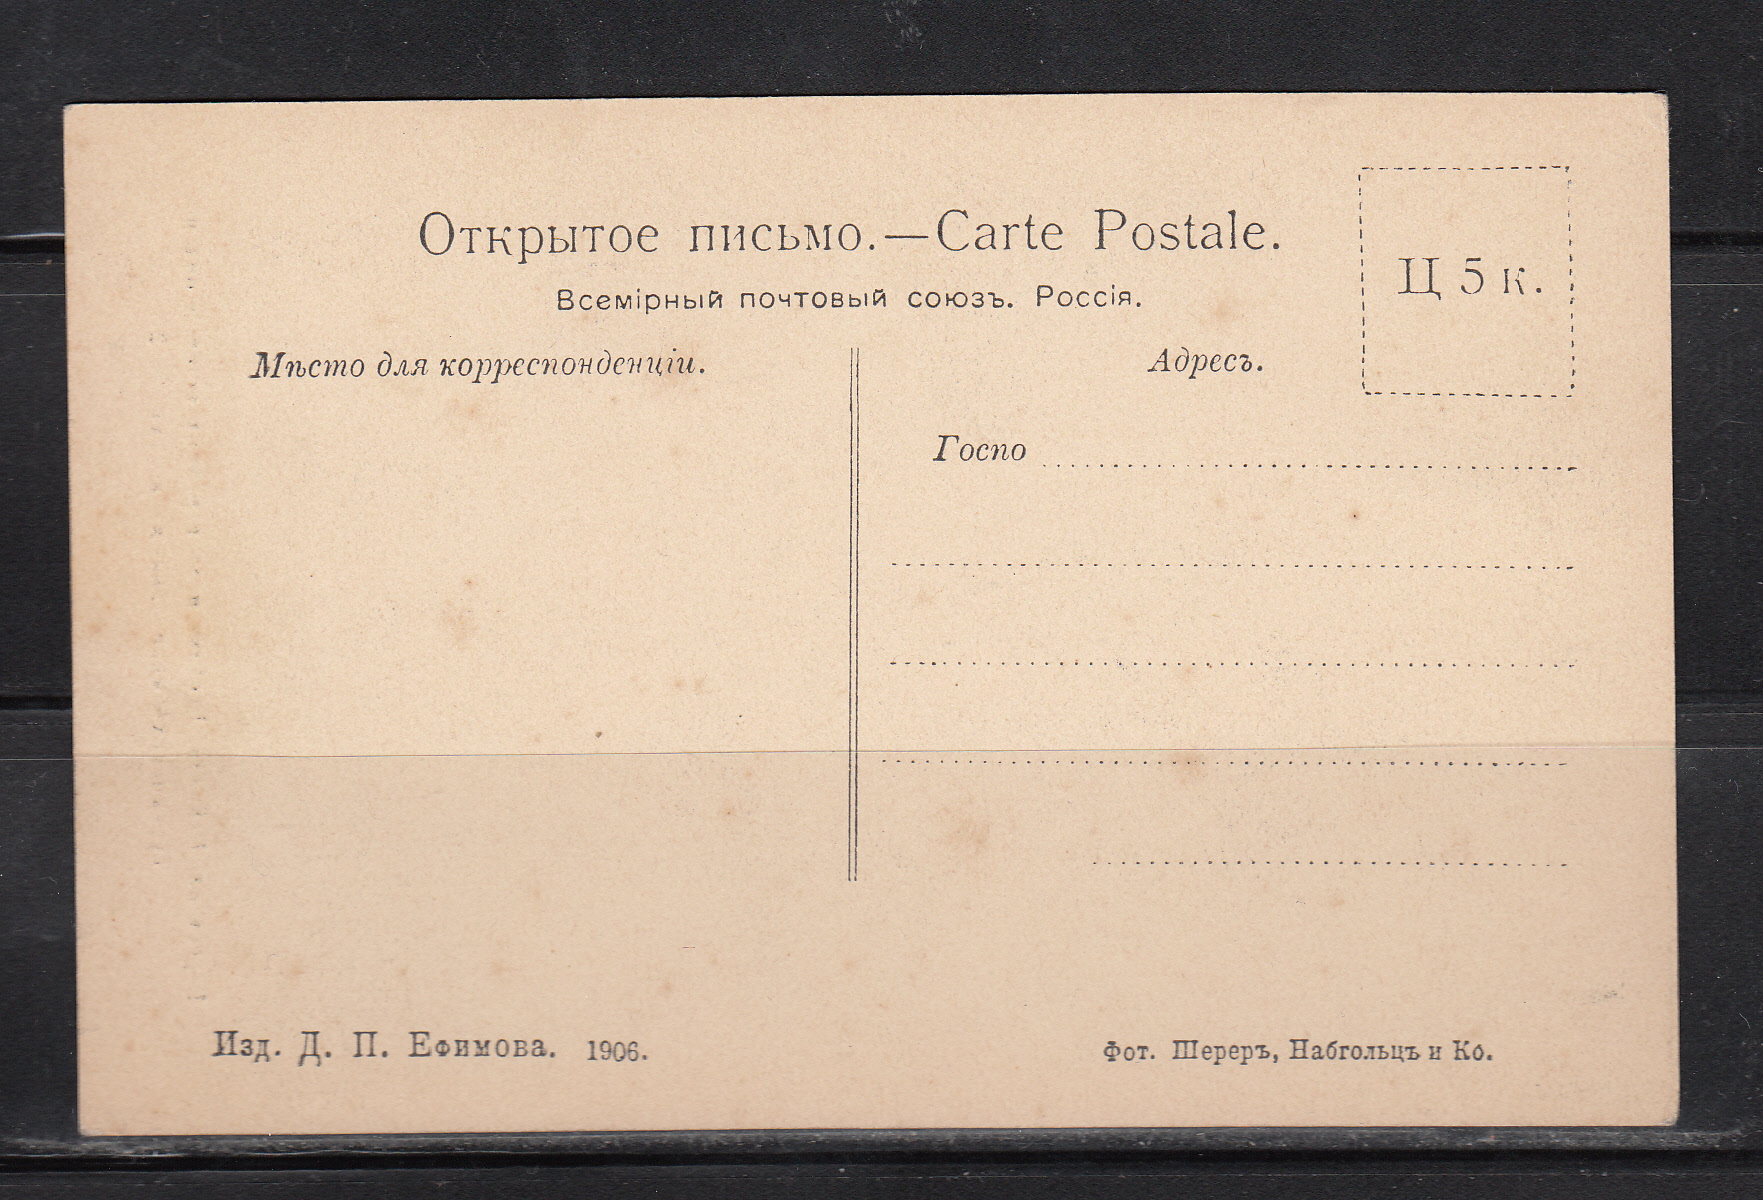 Открытое письмо.—Carte Postale.
Всемірный почтовый союзъ. Россія.
Ц 5 к.
Мѣсто для корреспонденціи.
Адресъ.
Госпо
Изд. Д. П. Ефимова. 1906.
Фот. Шереръ, Набгольцъ и Ко.